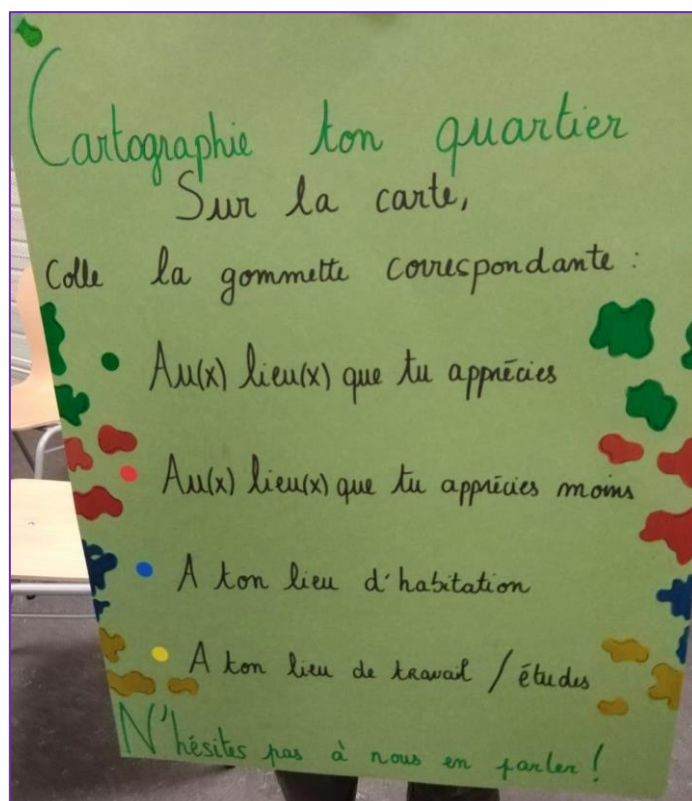 Cartographie ton quartier
Sur la carte,
Colle la gommette correspondante :
Au(x) lieu(x) que tu apprécies
Au(x) lieu(x) que tu apprécies moins
A ton lieu d'habitation
A ton lieu de travail / études
N'hésites pas à nous en parler !